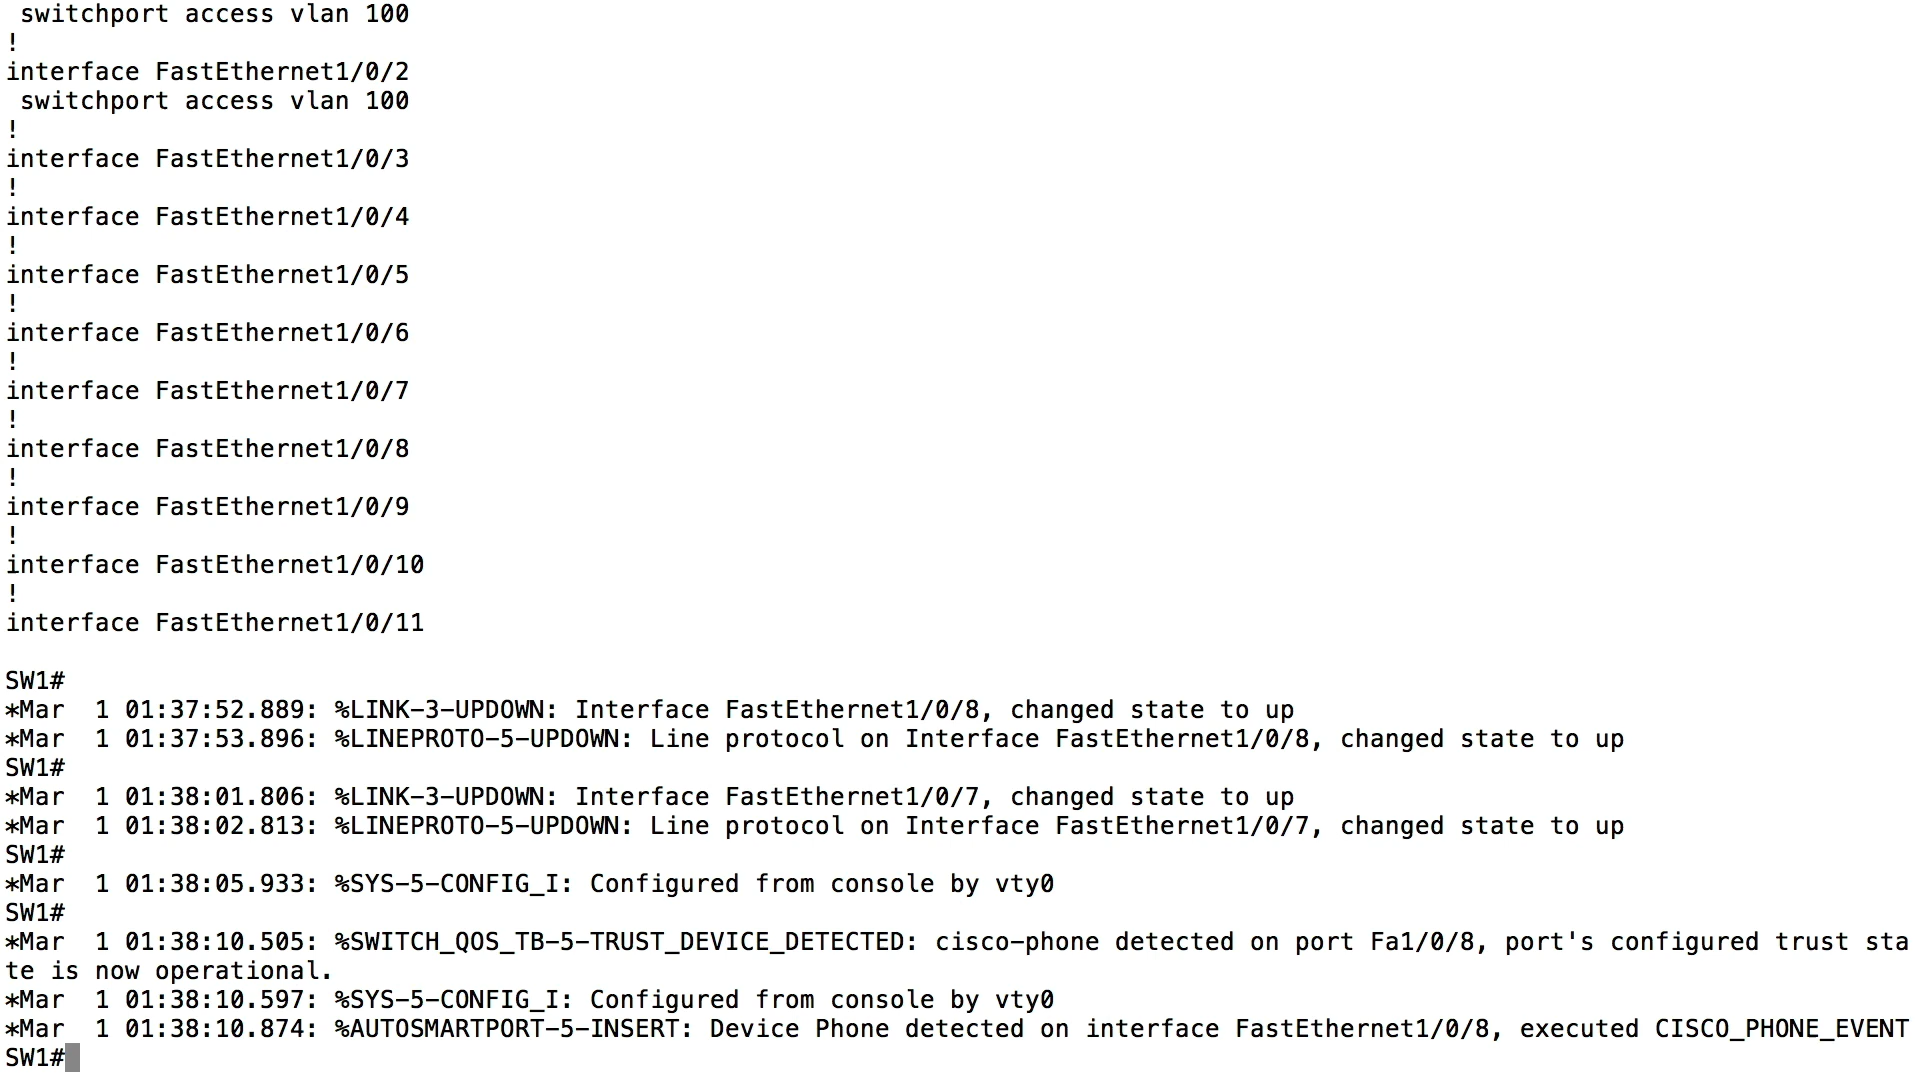 switchport access vlan 100
!
interface FastEthernet1/0/2
 switchport access vlan 100
!
interface FastEthernet1/0/3
!
interface FastEthernet1/0/4
!
interface FastEthernet1/0/5
!
interface FastEthernet1/0/6
!
interface FastEthernet1/0/7
!
interface FastEthernet1/0/8
!
interface FastEthernet1/0/9
!
interface FastEthernet1/0/10
!
interface FastEthernet1/0/11

SW1#
*Mar  1 01:37:52.889: %LINK-3-UPDOWN: Interface FastEthernet1/0/8, changed state to up
*Mar  1 01:37:53.896: %LINEPROTO-5-UPDOWN: Line protocol on Interface FastEthernet1/0/8, changed state to up
SW1#
*Mar  1 01:38:01.806: %LINK-3-UPDOWN: Interface FastEthernet1/0/7, changed state to up
*Mar  1 01:38:02.813: %LINEPROTO-5-UPDOWN: Line protocol on Interface FastEthernet1/0/7, changed state to up
SW1#
*Mar  1 01:38:05.933: %SYS-5-CONFIG_I: Configured from console by vty0
SW1#
*Mar  1 01:38:10.505: %SWITCH_QOS_TB-5-TRUST_DEVICE_DETECTED: cisco-phone detected on port Fa1/0/8, port's configured trust sta
te is now operational.
*Mar  1 01:38:10.597: %SYS-5-CONFIG_I: Configured from console by vty0
*Mar  1 01:38:10.874: %AUTOSMARTPORT-5-INSERT: Device Phone detected on interface FastEthernet1/0/8, executed CISCO_PHONE_EVENT
SW1#